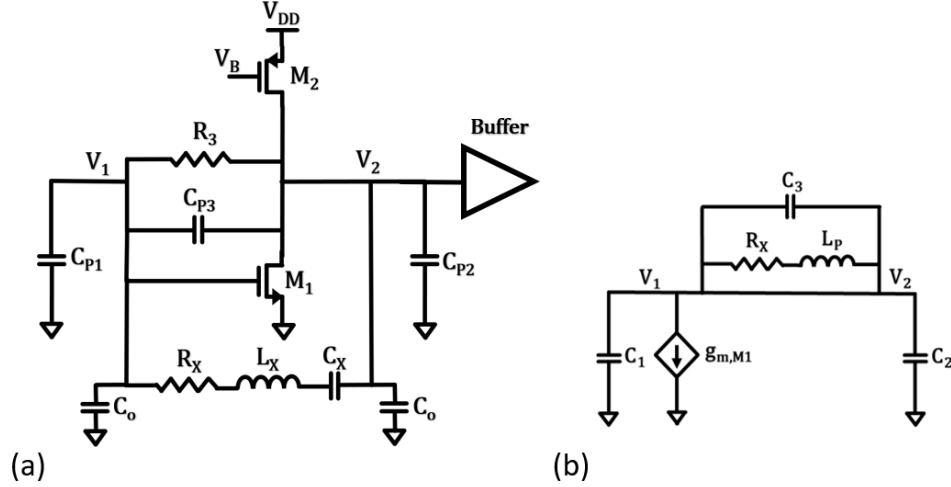 V_DD
V_B
M_2
R_3
Buffer
V_1
V_2
C_P3
C_P1
C_P2
M_1
R_X L_X C_X
C_o
C_o
(a)
C_3
R_X L_P
V_1
V_2
C_1
g_m,M1
C_2
(b)